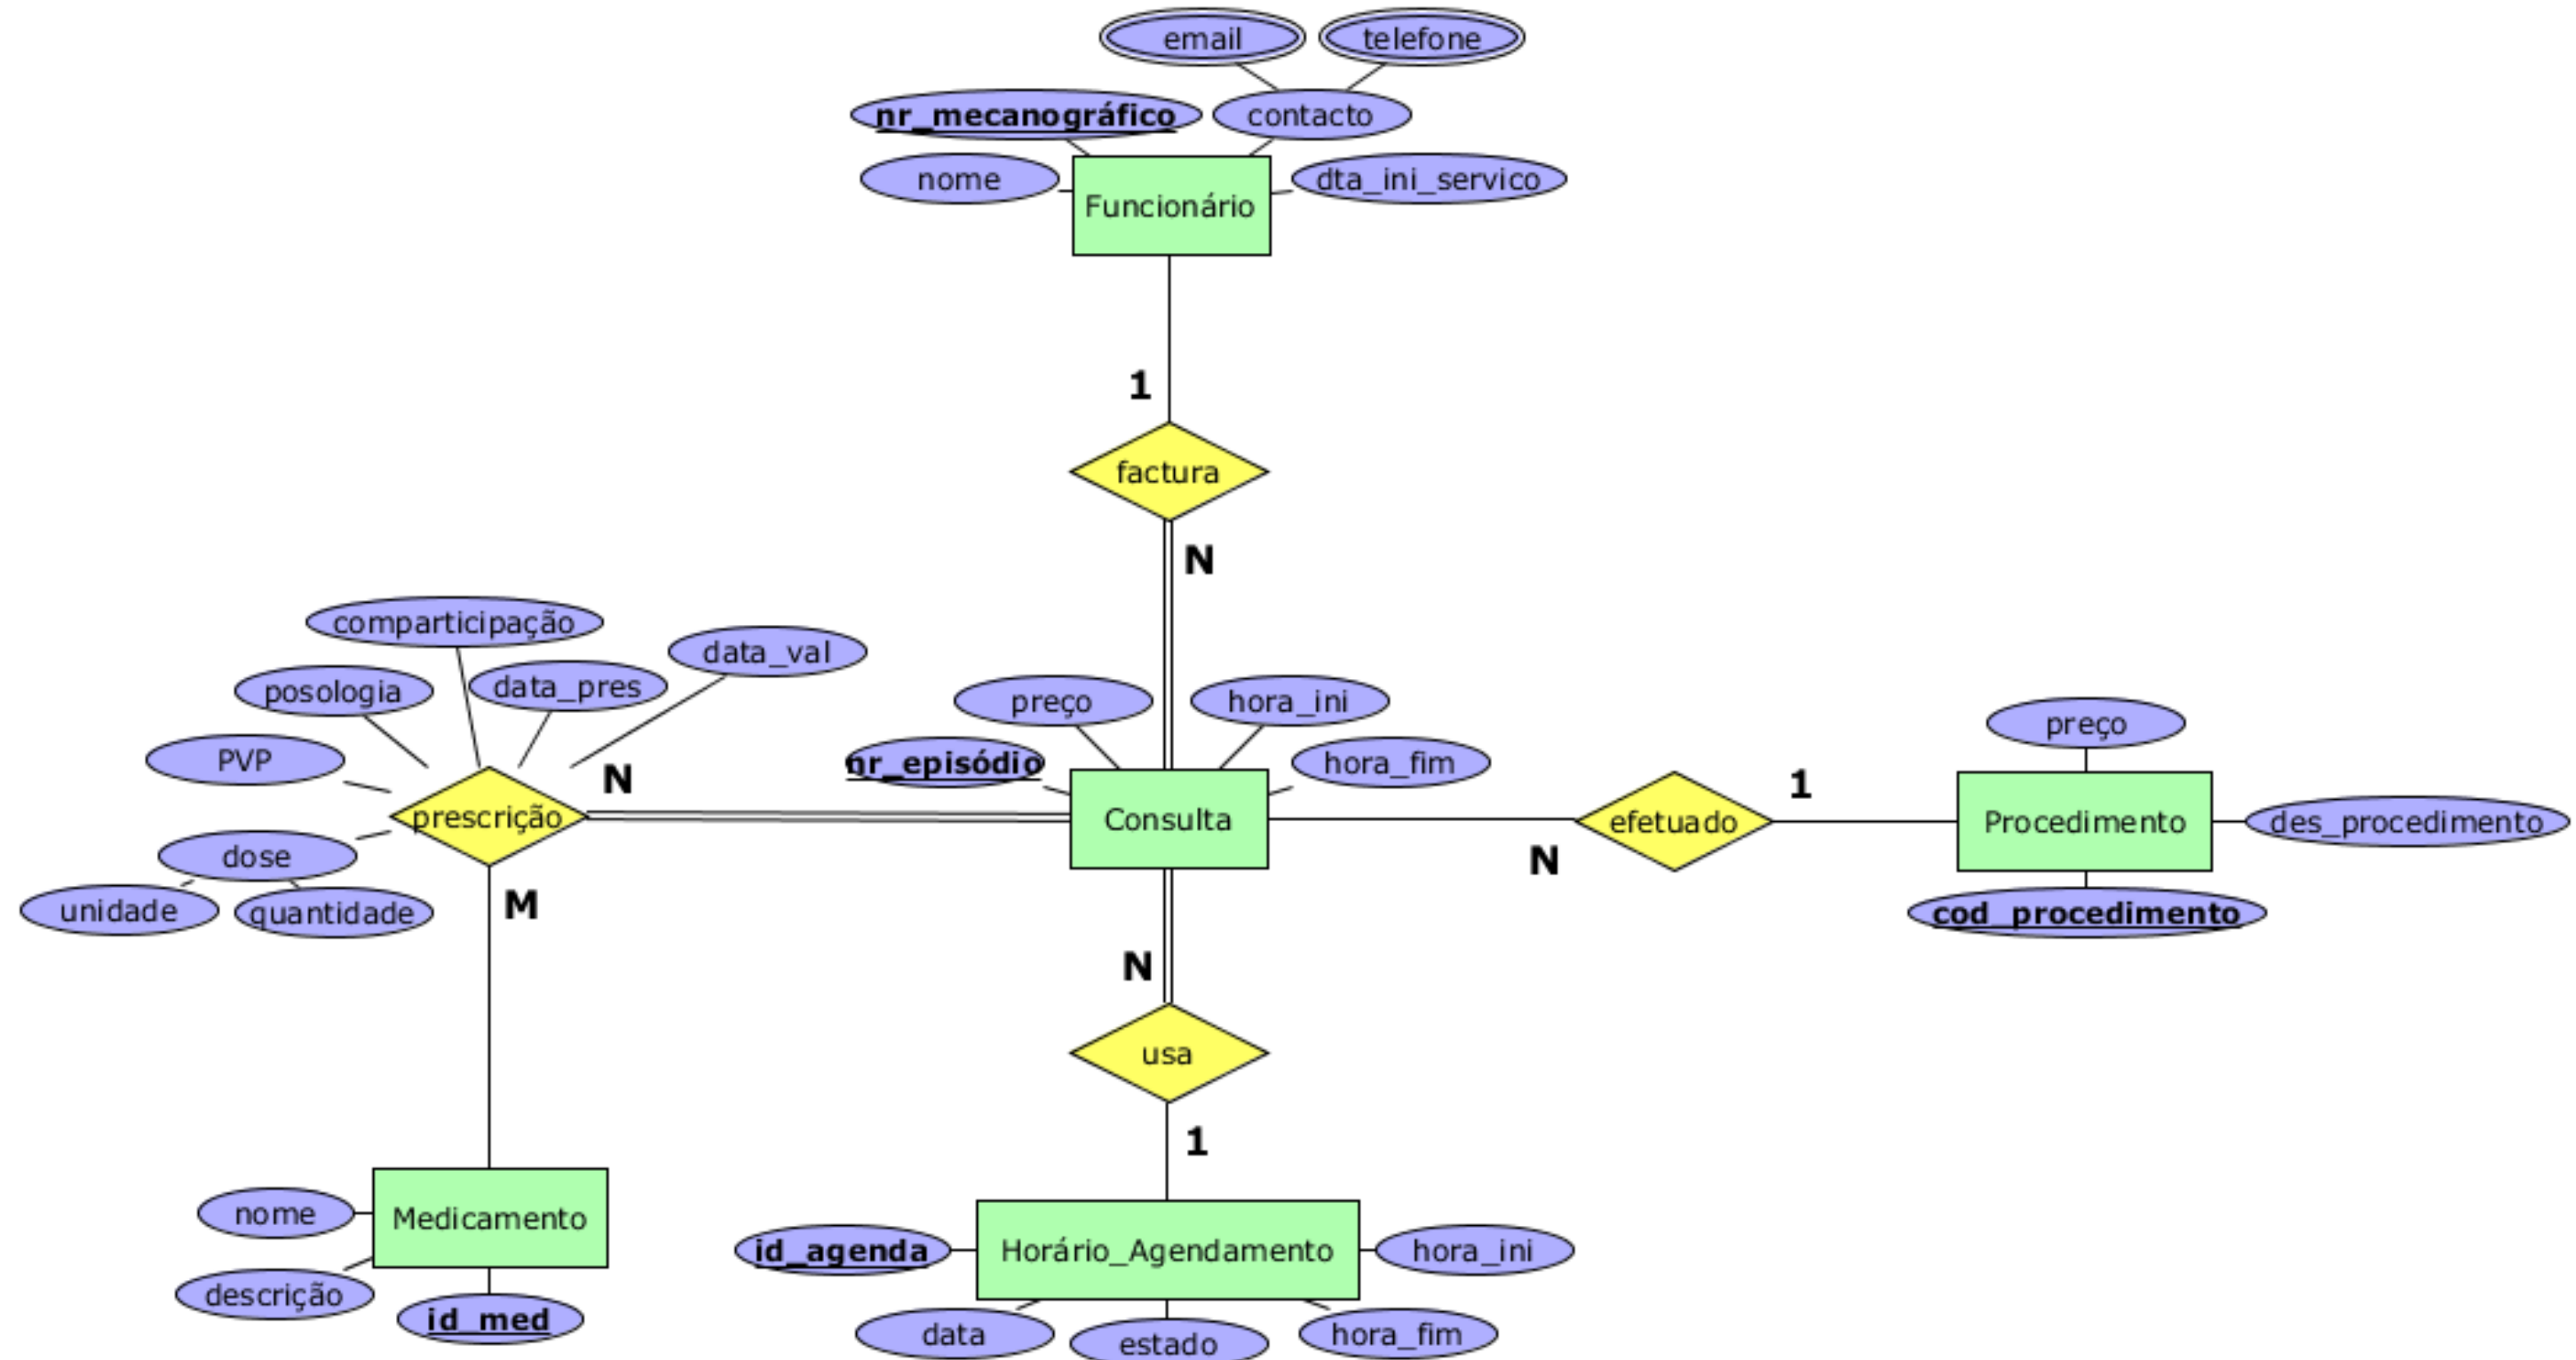 email
telefone
nr_mecanográfico
contacto
nome
dta_ini_servico
Funcionário
1
factura
N
comparticipação
data_val
posologia
data_pres
preço
hora_ini
preço
PVP
N
nr_episódio
hora_fim
1
prescrição
Consulta
efetuado
Procedimento
des_procedimento
dose
N
unidade
quantidade
M
cod_procedimento
N
usa
1
nome
Medicamento
id_agenda
Horário_Agendamento
hora_ini
descrição
id_med
data
estado
hora_fim